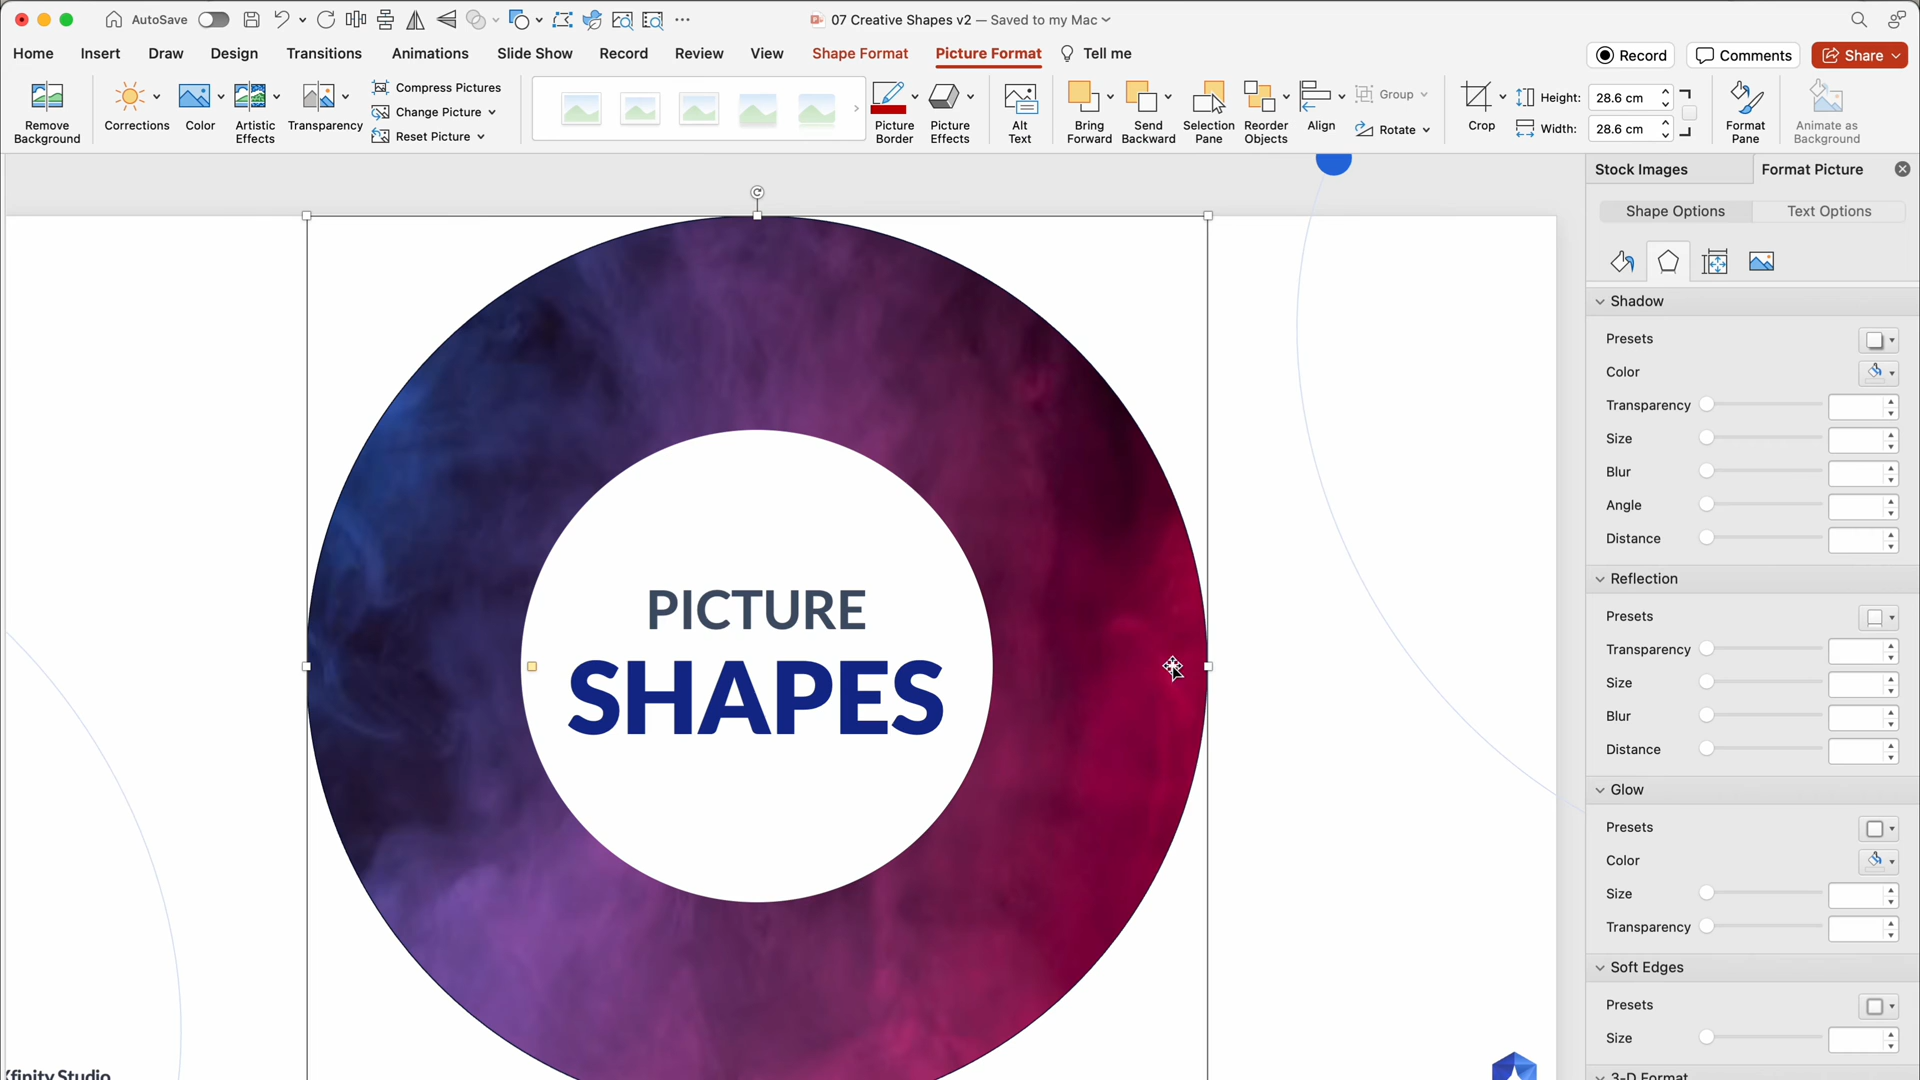 AutoSave
07 Creative Shapes v2 — Saved to my Mac
Home Insert Draw Design Transitions Animations Slide Show Record Review View Shape Format Picture Format Tell me
Record Comments Share
Remove Background
Corrections
Color
Artistic Effects
Transparency
Compress Pictures
Change Picture
Reset Picture
Picture Border
Picture Effects
Alt Text
Bring Forward
Send Backward
Selection Pane
Reorder Objects
Align
Group
Rotate
Crop
Height: 28.6 cm
Width: 28.6 cm
Format Pane
Animate as Background
Stock Images Format Picture
Shape Options Text Options
Shadow
Presets
Color
Transparency
Size
Blur
Angle
Distance
Reflection
Presets
Transparency
Size
Blur
Distance
Glow
Presets
Color
Size
Transparency
Soft Edges
Presets
Size
3-D Format
PICTURE
SHAPES
finity Studio